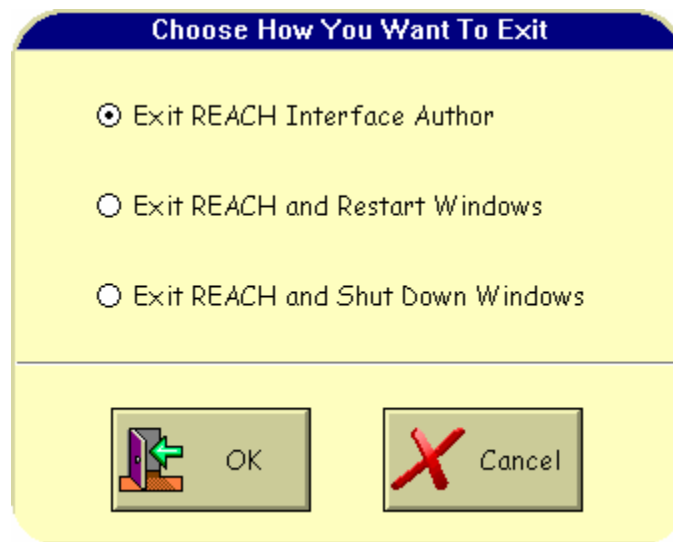 Choose How You Want To Exit
Exit REACH Interface Author
Exit REACH and Restart Windows
Exit REACH and Shut Down Windows
OK
Cancel